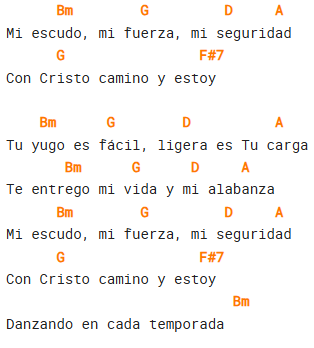 Bm G D A
Mi escudo, mi fuerza, mi seguridad
G F#7
Con Cristo camino y estoy
Bm G D A
Tu yugo es fácil, ligera es Tu carga
Bm G D A
Te entrego mi vida y mi alabanza
Bm G D A
Mi escudo, mi fuerza, mi seguridad
G F#7
Con Cristo camino y estoy
Bm
Danzando en cada temporada